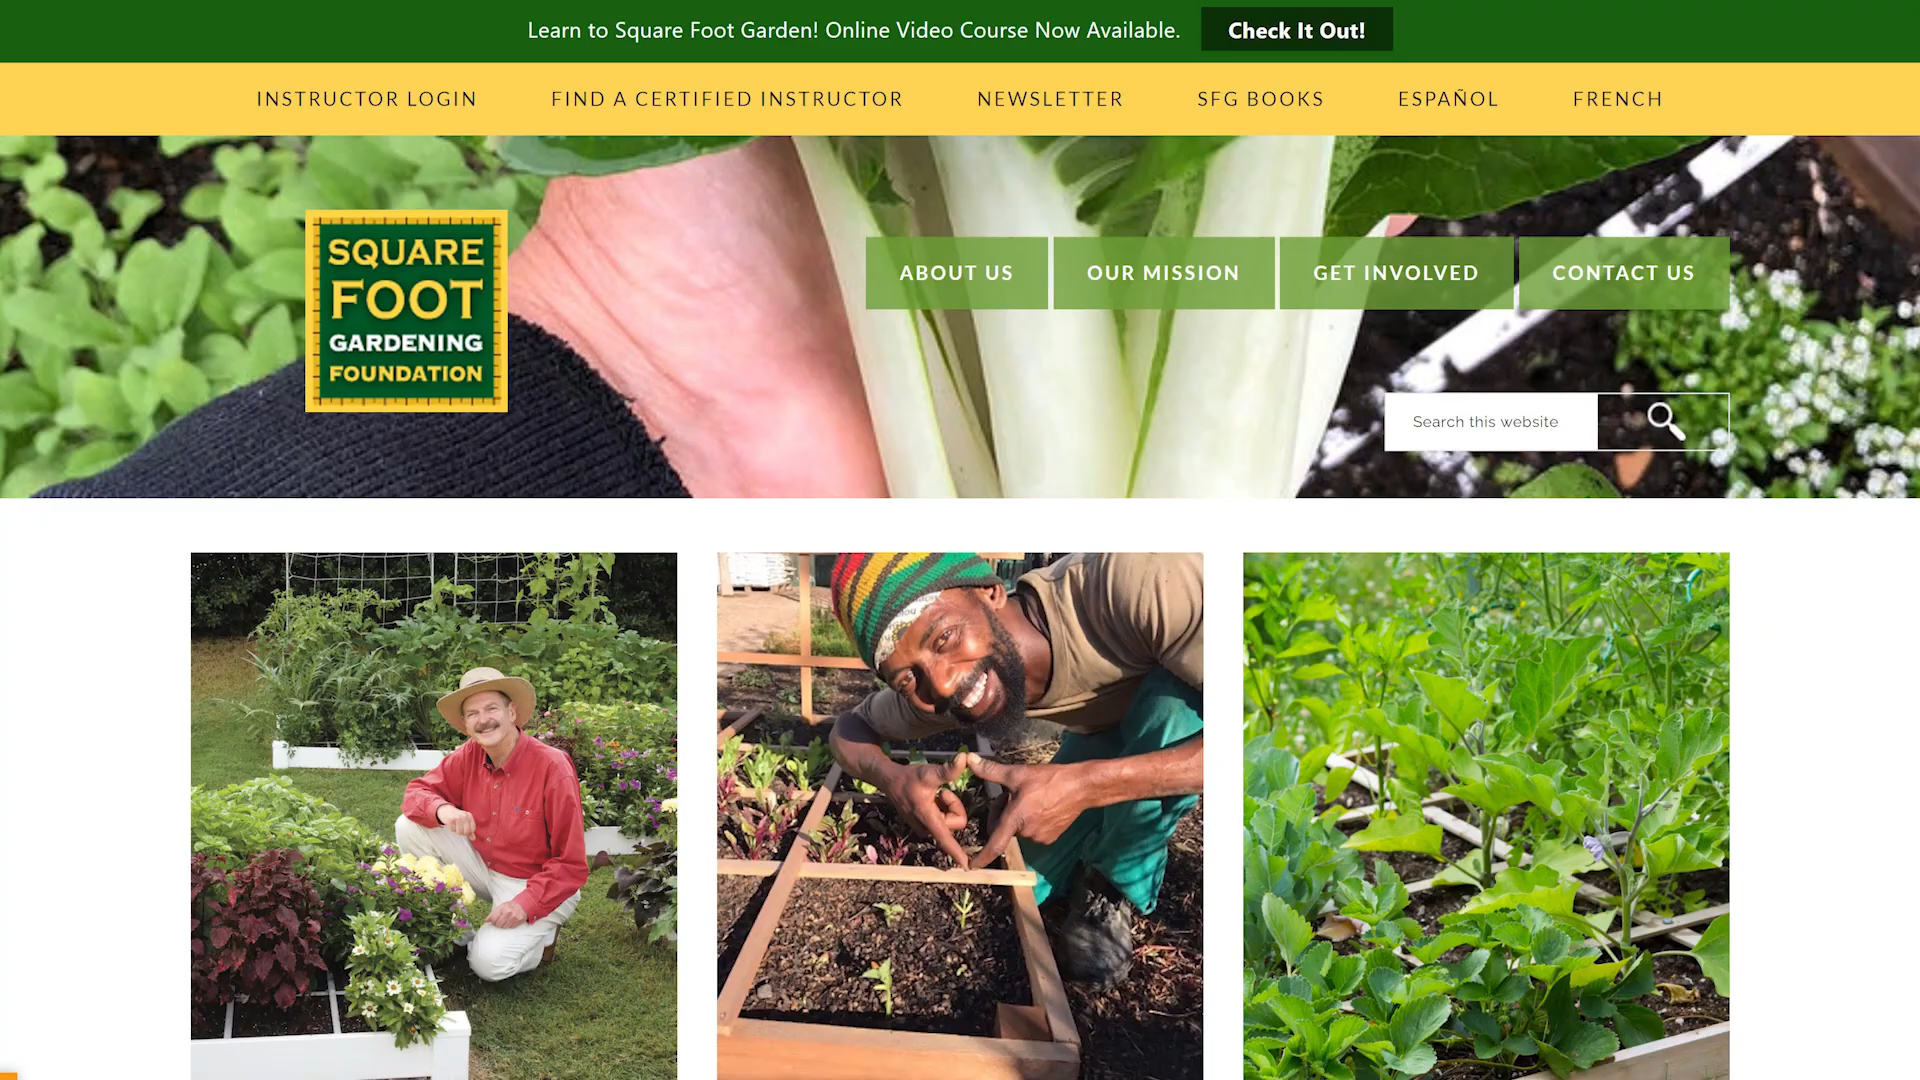 Learn to Square Foot Garden! Online Video Course Now Available. Check It Out!
INSTRUCTOR LOGIN FIND A CERTIFIED INSTRUCTOR NEWSLETTER SFG BOOKS ESPAÑOL FRENCH
SQUARE
FOOT
GARDENING
FOUNDATION
ABOUT US OUR MISSION GET INVOLVED CONTACT US
Search this website